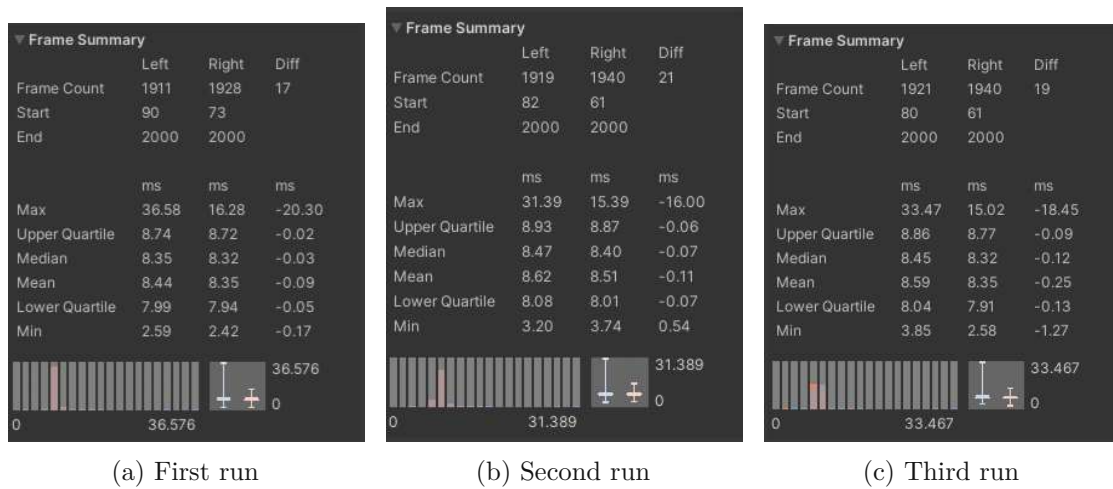 Frame Summary
Left Right Diff
Frame Count 1911 1928 17
Start 90 73
End 2000 2000
ms ms ms
Max 36.58 16.28 -20.30
Upper Quartile 8.74 8.72 -0.02
Median 8.35 8.32 -0.03
Mean 8.44 8.35 -0.09
Lower Quartile 7.99 7.94 -0.05
Min 2.59 2.42 -0.17
36.576
0
0 36.576
(a) First run
Frame Summary
Left Right Diff
Frame Count 1919 1940 21
Start 82 61
End 2000 2000
ms ms ms
Max 31.39 15.39 -16.00
Upper Quartile 8.93 8.87 -0.06
Median 8.47 8.40 -0.07
Mean 8.62 8.51 -0.11
Lower Quartile 8.08 8.01 -0.07
Min 3.20 3.74 0.54
31.389
0
0 31.389
(b) Second run
Frame Summary
Left Right Diff
Frame Count 1921 1940 19
Start 80 61
End 2000 2000
ms ms ms
Max 33.47 15.02 -18.45
Upper Quartile 8.86 8.77 -0.09
Median 8.45 8.32 -0.12
Mean 8.59 8.35 -0.25
Lower Quartile 8.04 7.91 -0.13
Min 3.85 2.58 -1.27
33.467
0
0 33.467
(c) Third run